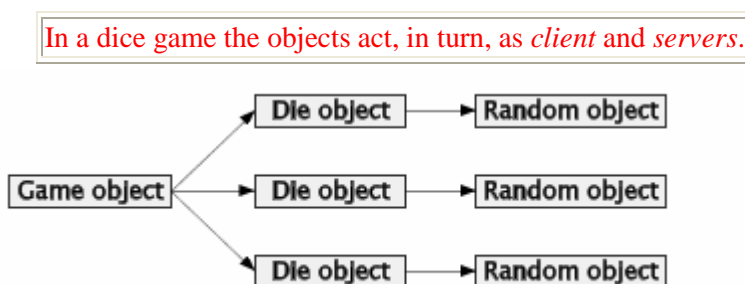 In a dice game the objects act, in turn, as client and servers.
Die object
Random object
Game object
Die object
Random object
Die object
Random object